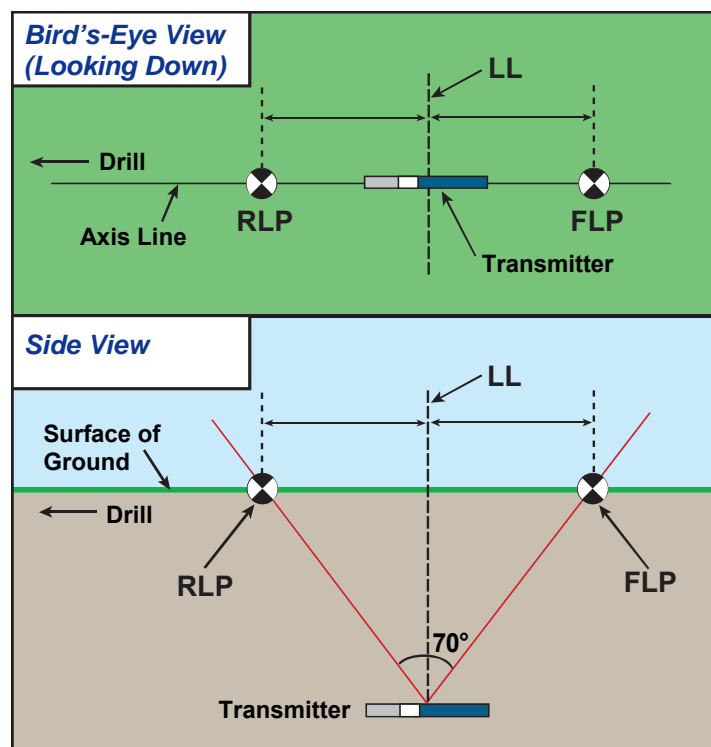 Bird's-Eye View
(Looking Down)
LL
Drill
RLP
FLP
Axis Line
Transmitter
Side View
LL
Surface of
Ground
Drill
RLP
FLP
70°
Transmitter